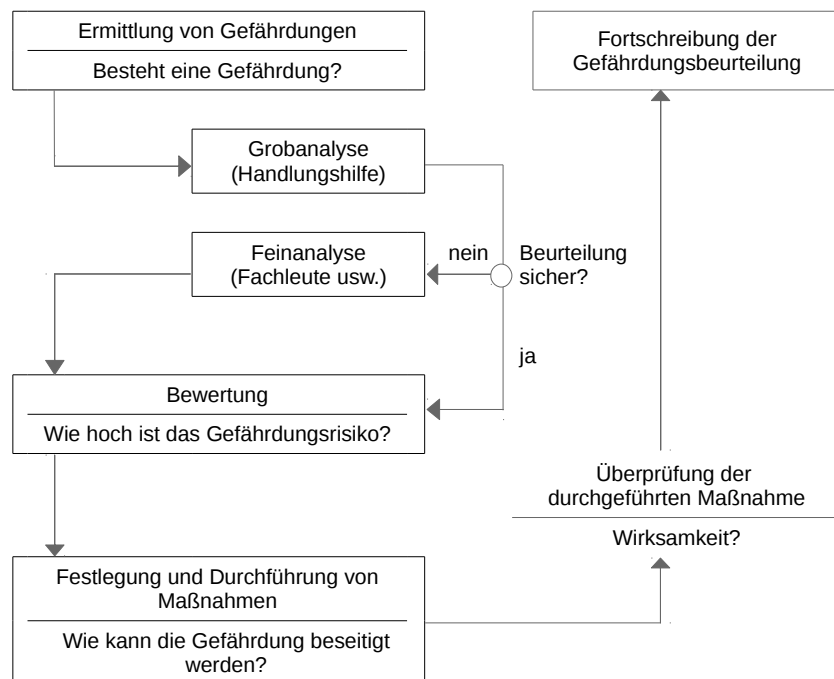 Ermittlung von Gefährdungen
Besteht eine Gefährdung?
Fortschreibung der
Gefährdungsbeurteilung
Grobanalyse
(Handlungshilfe)
Feinanalyse
(Fachleute usw.)
nein
Beurteilung
sicher?
ja
Bewertung
Wie hoch ist das Gefährdungsrisiko?
Überprüfung der
durchgeführten Maßnahme
Wirksamkeit?
Festlegung und Durchführung von
Maßnahmen
Wie kann die Gefährdung beseitigt
werden?